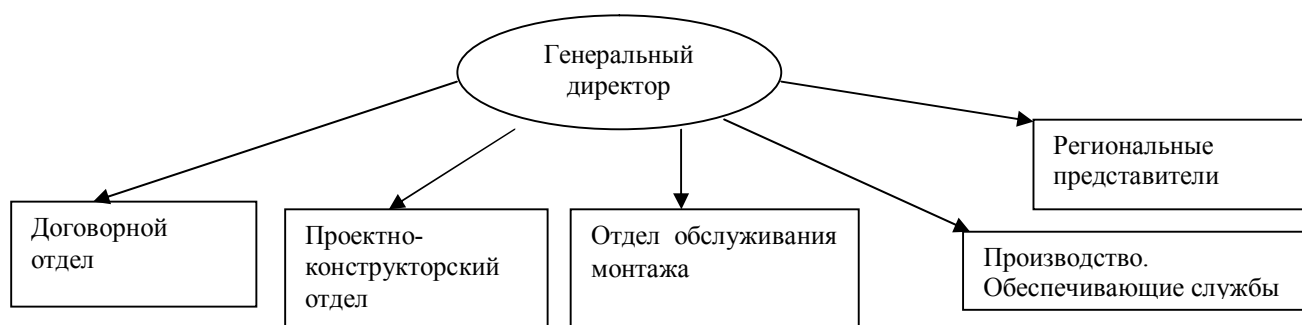 Генеральный
директор
Региональные
представители
Договорной
отдел
Проектно-
конструкторский
отдел
Отдел обслуживания
монтажа
Производство.
Обеспечивающие службы